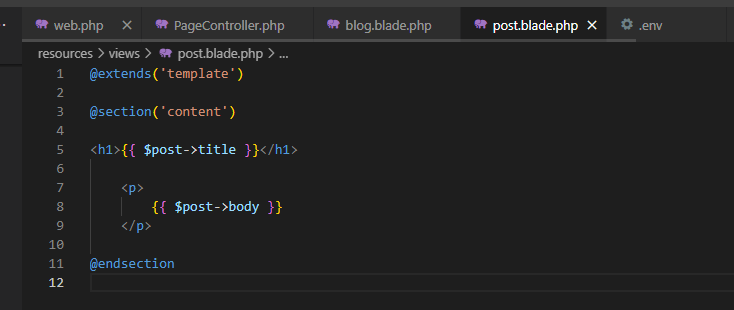 web.php
PageController.php
blog.blade.php
post.blade.php
.env
resources > views > post.blade.php > ...
1 @extends('template')
2
3 @section('content')
4
5 <h1>{{ $post->title }}</h1>
6
7 <p>
8 {{ $post->body }}
9 </p>
10
11 @endsection
12